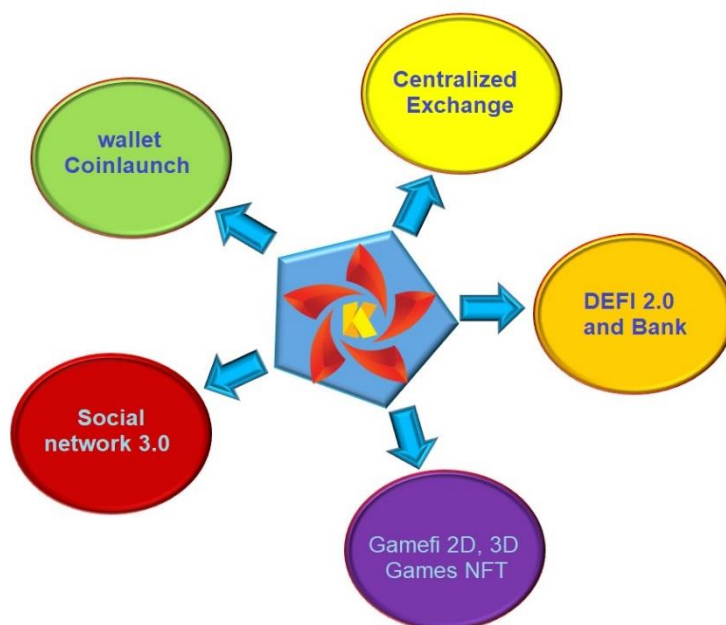 Centralized
Exchange
wallet
Coinlaunch
K
DEFI 2.0
and Bank
Social
network 3.0
Gamefi 2D, 3D
Games NFT